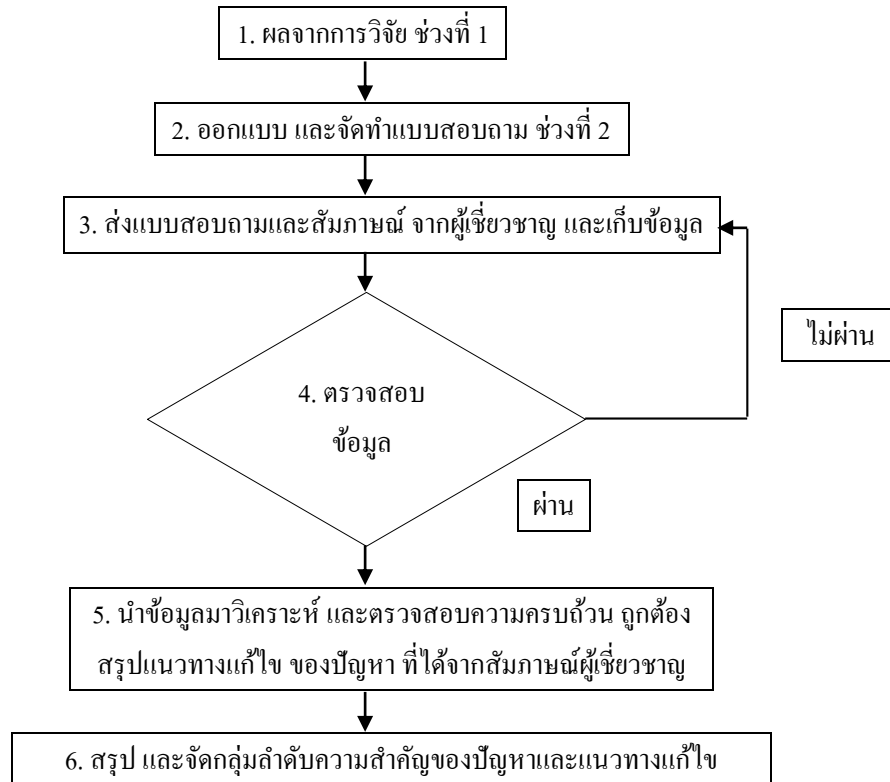 1. ผลจากการวิจัย ช่วงที่ 1
2. ออกแบบ และจัดทำแบบสอบถาม ช่วงที่ 2
3. ส่งแบบสอบถามและสัมภาษณ์ จากผู้เชี่ยวชาญ และเก็บข้อมูล
ไม่ผ่าน
4. ตรวจสอบ
ข้อมูล
ผ่าน
5. นำข้อมูลมาวิเคราะห์ และตรวจสอบความครบถ้วน ถูกต้อง
สรุปแนวทางแก้ไข ของปัญหา ที่ได้จากสัมภาษณ์ผู้เชี่ยวชาญ
6. สรุป และจัดกลุ่มลำดับความสำคัญของปัญหาและแนวทางแก้ไข